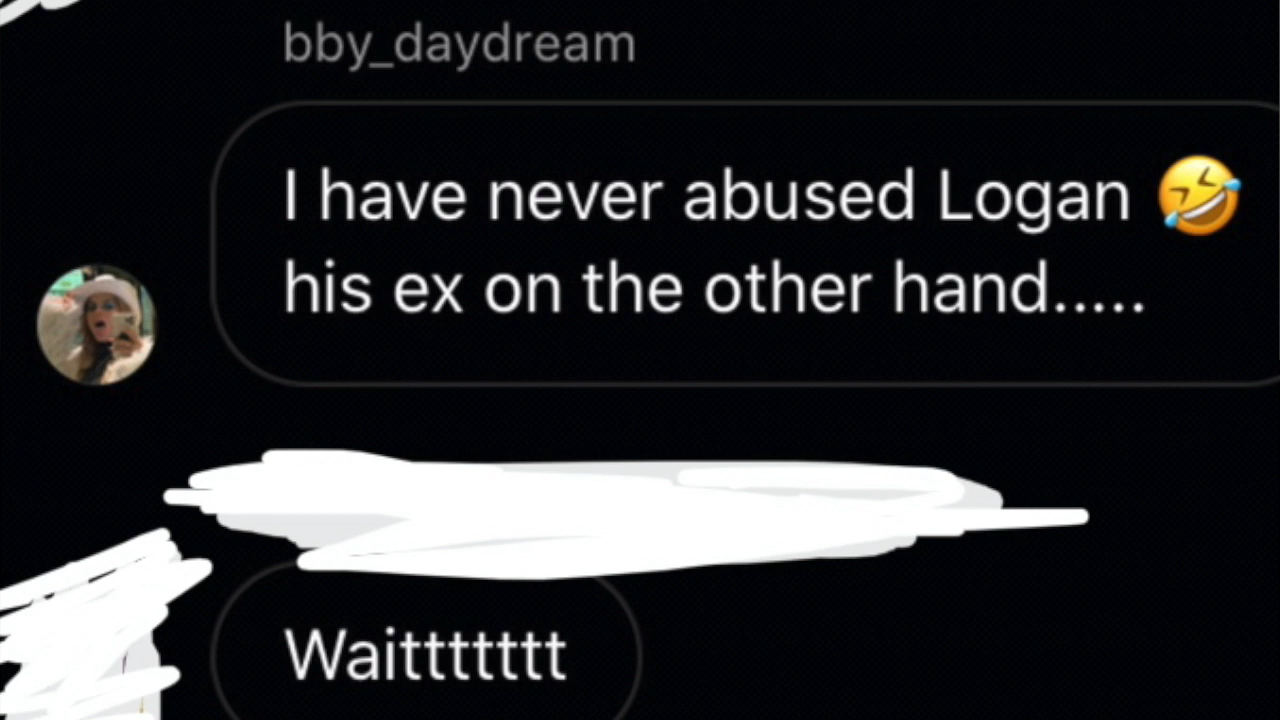 bby_daydream
I have never abused Logan 🤣
his ex on the other hand.....
Waittttttt